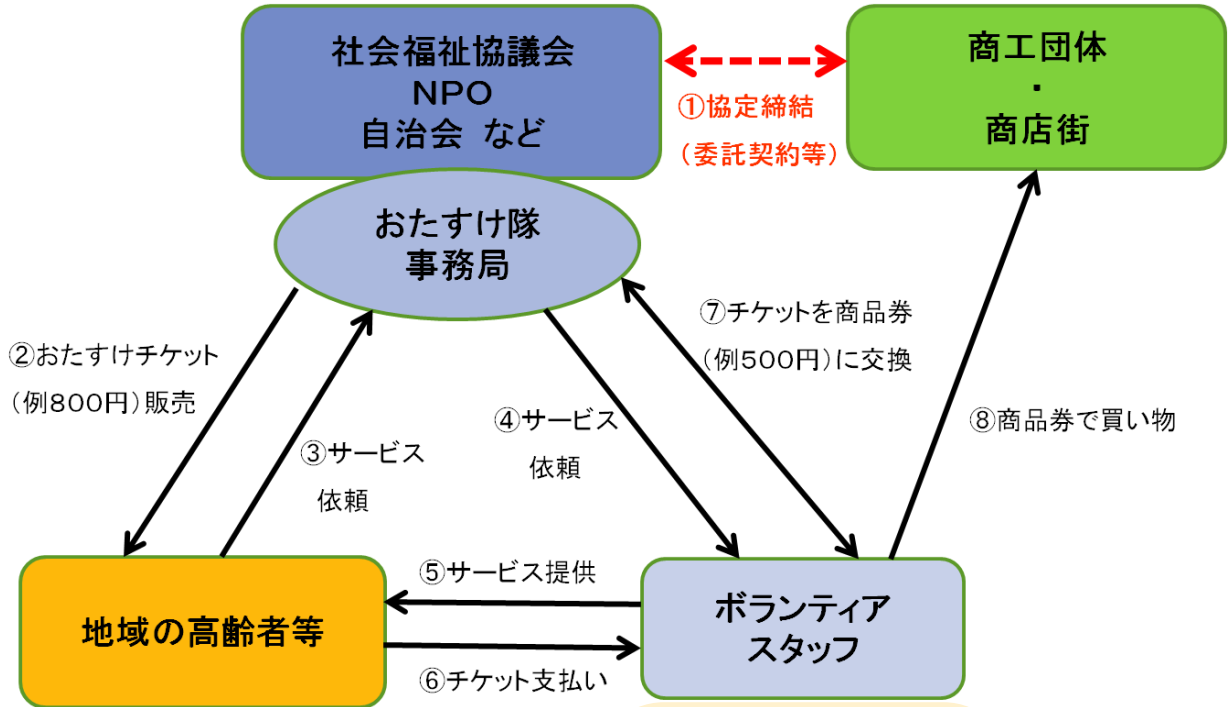 社会福祉協議会
NPO
自治会 など
①協定締結
（委託契約等）
商工団体
・
商店街
おたすけ隊
事務局
②おたすけチケット
（例800円）販売
③サービス
依頼
④サービス
依頼
⑦チケットを商品券
（例500円）に交換
⑧商品券で買い物
地域の高齢者等
⑤サービス提供
⑥チケット支払い
ボランティア
スタッフ